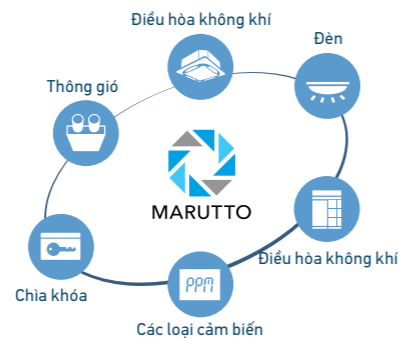 Điều hòa không khí
Đèn
Thông gió
MARUTTO
Điều hòa không khí
PPM
Chìa khóa
Các loại cảm biến